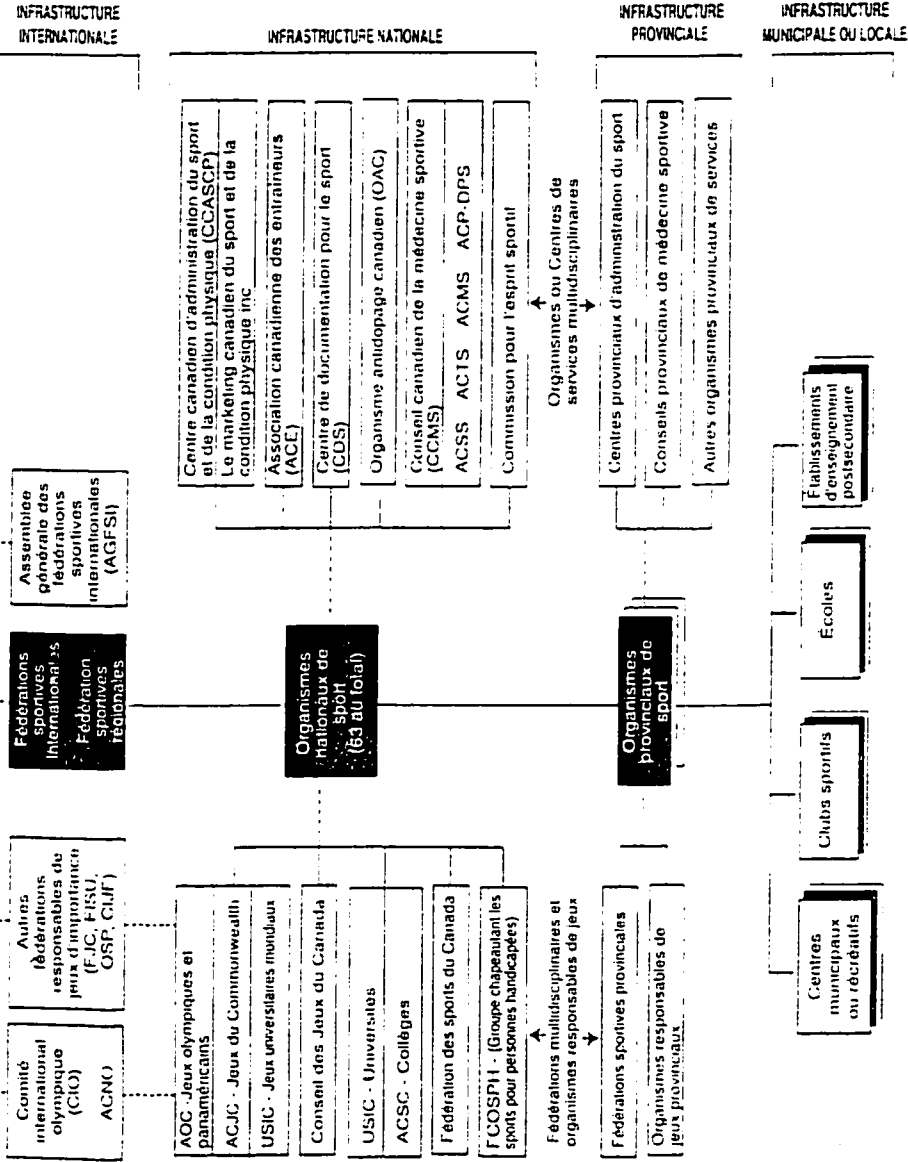 INFRASTRUCTURE
INTERNATIONALE
INFRASTRUCTURE NATIONALE
INFRASTRUCTURE
PROVINCIALE
INFRASTRUCTURE
MUNICIPALE OU LOCALE
Comité
international
olympique
(CIO)
ACNO
Autres
fédérations
responsables de
jeux d'importance
(FJC, FISU,
OSP, CIJF)
Fédérations
sportives
Internationales
Fédération
sportives
régionales
Assemblée
générale des
fédérations
sportives
internationales
(AGFSI)
AOC - Jeux olympiques et
panaméricains
ACJC - Jeux du Commonwealth
USIC - Jeux universitaires mondiaux
Conseil des Jeux du Canada
USIC - Universités
ACSC - Collèges
Fédération des sports du Canada
FCOSPH - (Groupe chapeautant les
sports pour personnes handicapées)
Organismes
Nationaux de
sport
(63 au total)
Centre canadien d'administration du sport
et de la condition physique (CCASCP)
Le marketing canadien du sport et de la
condition physique inc
Association canadienne des entraineurs
(ACE)
Centre de documentation pour le sport
(CDS)
Organisme antidopage canadien (OAC)
Conseil canadien de la médecine sportive
(CCMS)
ACSS ACTS ACMS ACP-DPS
Commission pour l'esprit sportif
Fédérations multidisciplinaires et
organismes responsables de jeux
Organismes ou Centres de
services multidisciplinaires
Fédérations sportives provinciales
Organismes responsables de
jeux provinciaux
Organismes
provinciaux de
sport
Centres provinciaux d'administration du sport
Conseils provinciaux de médecine sportive
Autres organismes provinciaux de services
Centres
municipaux
ou récréatifs
Clubs sportifs
Écoles
Établissements
d'enseignement
postsecondaire